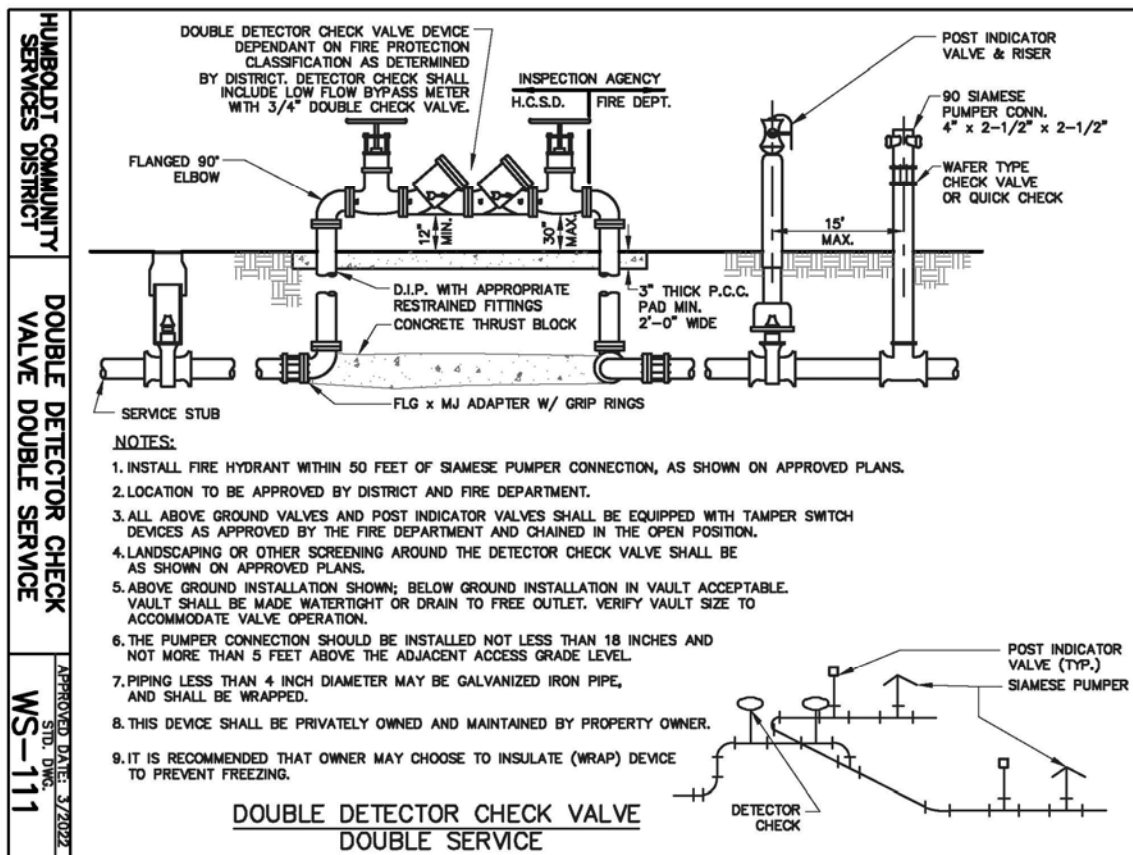 HUMBOLDT COMMUNITY
SERVICES DISTRICT
DOUBLE DETECTOR CHECK
VALVE DOUBLE SERVICE
APPROVED DATE: 3/2022
STD. DWG.
WS-111
DOUBLE DETECTOR CHECK VALVE DEVICE
DEPENDANT ON FIRE PROTECTION
CLASSIFICATION AS DETERMINED
BY DISTRICT. DETECTOR CHECK SHALL
INCLUDE LOW FLOW BYPASS METER
WITH 3/4" DOUBLE CHECK VALVE.
INSPECTION AGENCY
H.C.S.D.
FIRE DEPT.
POST INDICATOR
VALVE & RISER
90 SIAMESE
PUMPER CONN.
4" x 2-1/2" x 2-1/2"
FLANGED 90°
ELBOW
WAFER TYPE
CHECK VALVE
OR QUICK CHECK
12"
MIN.
30"
MAX.
15'
MAX.
D.I.P. WITH APPROPRIATE
RESTRAINED FITTINGS
CONCRETE THRUST BLOCK
3" THICK P.C.C.
PAD MIN.
2'-0" WIDE
SERVICE STUB
FLG x MJ ADAPTER W/ GRIP RINGS
NOTES:
1. INSTALL FIRE HYDRANT WITHIN 50 FEET OF SIAMESE PUMPER CONNECTION, AS SHOWN ON APPROVED PLANS.
2. LOCATION TO BE APPROVED BY DISTRICT AND FIRE DEPARTMENT.
3. ALL ABOVE GROUND VALVES AND POST INDICATOR VALVES SHALL BE EQUIPPED WITH TAMPER SWITCH
DEVICES AS APPROVED BY THE FIRE DEPARTMENT AND CHAINED IN THE OPEN POSITION.
4. LANDSCAPING OR OTHER SCREENING AROUND THE DETECTOR CHECK VALVE SHALL BE
AS SHOWN ON APPROVED PLANS.
5. ABOVE GROUND INSTALLATION SHOWN; BELOW GROUND INSTALLATION IN VAULT ACCEPTABLE.
VAULT SHALL BE MADE WATERTIGHT OR DRAIN TO FREE OUTLET. VERIFY VAULT SIZE TO
ACCOMMODATE VALVE OPERATION.
6. THE PUMPER CONNECTION SHOULD BE INSTALLED NOT LESS THAN 18 INCHES AND
NOT MORE THAN 5 FEET ABOVE THE ADJACENT ACCESS GRADE LEVEL.
7. PIPING LESS THAN 4 INCH DIAMETER MAY BE GALVANIZED IRON PIPE,
AND SHALL BE WRAPPED.
8. THIS DEVICE SHALL BE PRIVATELY OWNED AND MAINTAINED BY PROPERTY OWNER.
9. IT IS RECOMMENDED THAT OWNER MAY CHOOSE TO INSULATE (WRAP) DEVICE
TO PREVENT FREEZING.
POST INDICATOR
VALVE (TYP.)
SIAMESE PUMPER
DETECTOR
CHECK
DOUBLE DETECTOR CHECK VALVE
DOUBLE SERVICE